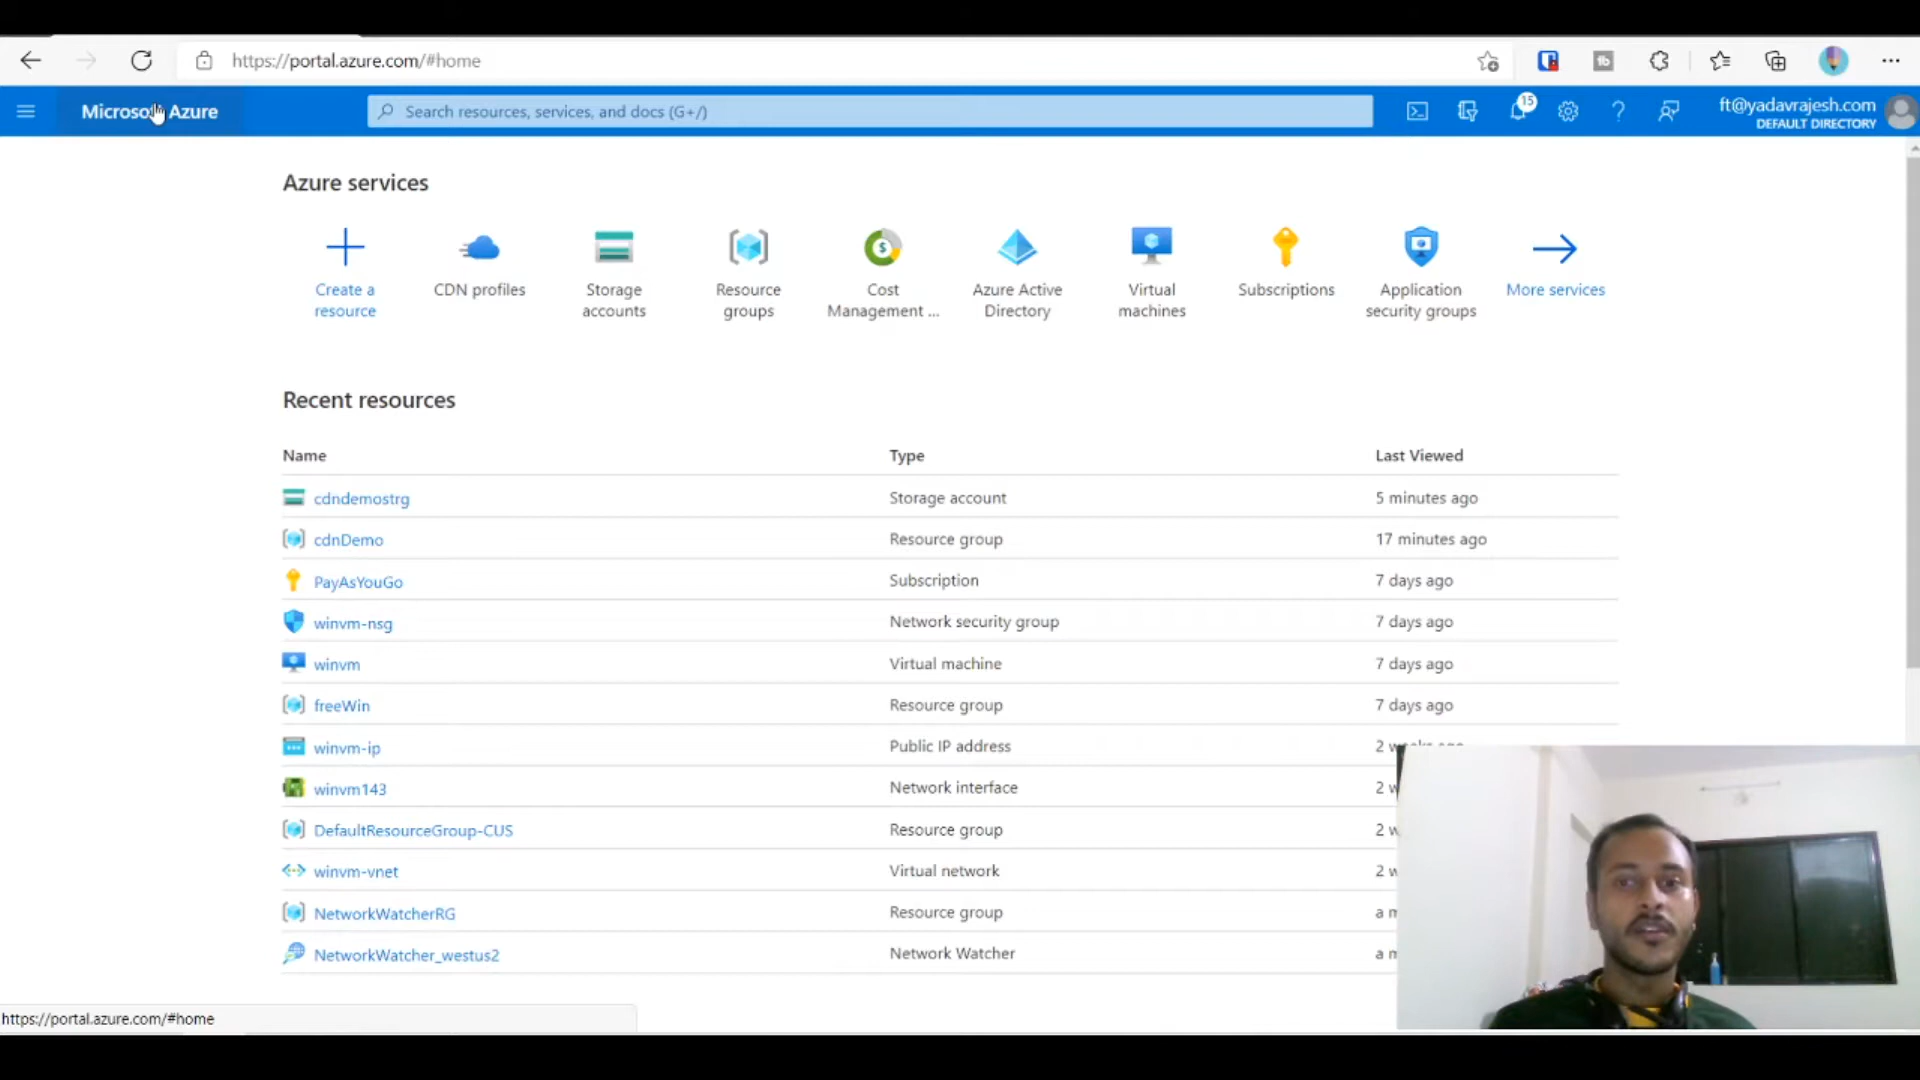 https://portal.azure.com/#home
Microsoft Azure
Search resources, services, and docs (G+/)
15
ft@yadavrajesh.com
DEFAULT DIRECTORY
Azure services
Create a resource
CDN profiles
Storage accounts
Resource groups
Cost Management ...
Azure Active Directory
Virtual machines
Subscriptions
Application security groups
More services
Recent resources
Name Type Last Viewed
cdndemostrg Storage account 5 minutes ago
cdnDemo Resource group 17 minutes ago
PayAsYouGo Subscription 7 days ago
winvm-nsg Network security group 7 days ago
winvm Virtual machine 7 days ago
freeWin Resource group 7 days ago
winvm-ip Public IP address 2
winvm143 Network interface 2 w
DefaultResourceGroup-CUS Resource group 2 w
winvm-vnet Virtual network 2 w
NetworkWatcherRG Resource group a
NetworkWatcher_westus2 Network Watcher a
https://portal.azure.com/#home